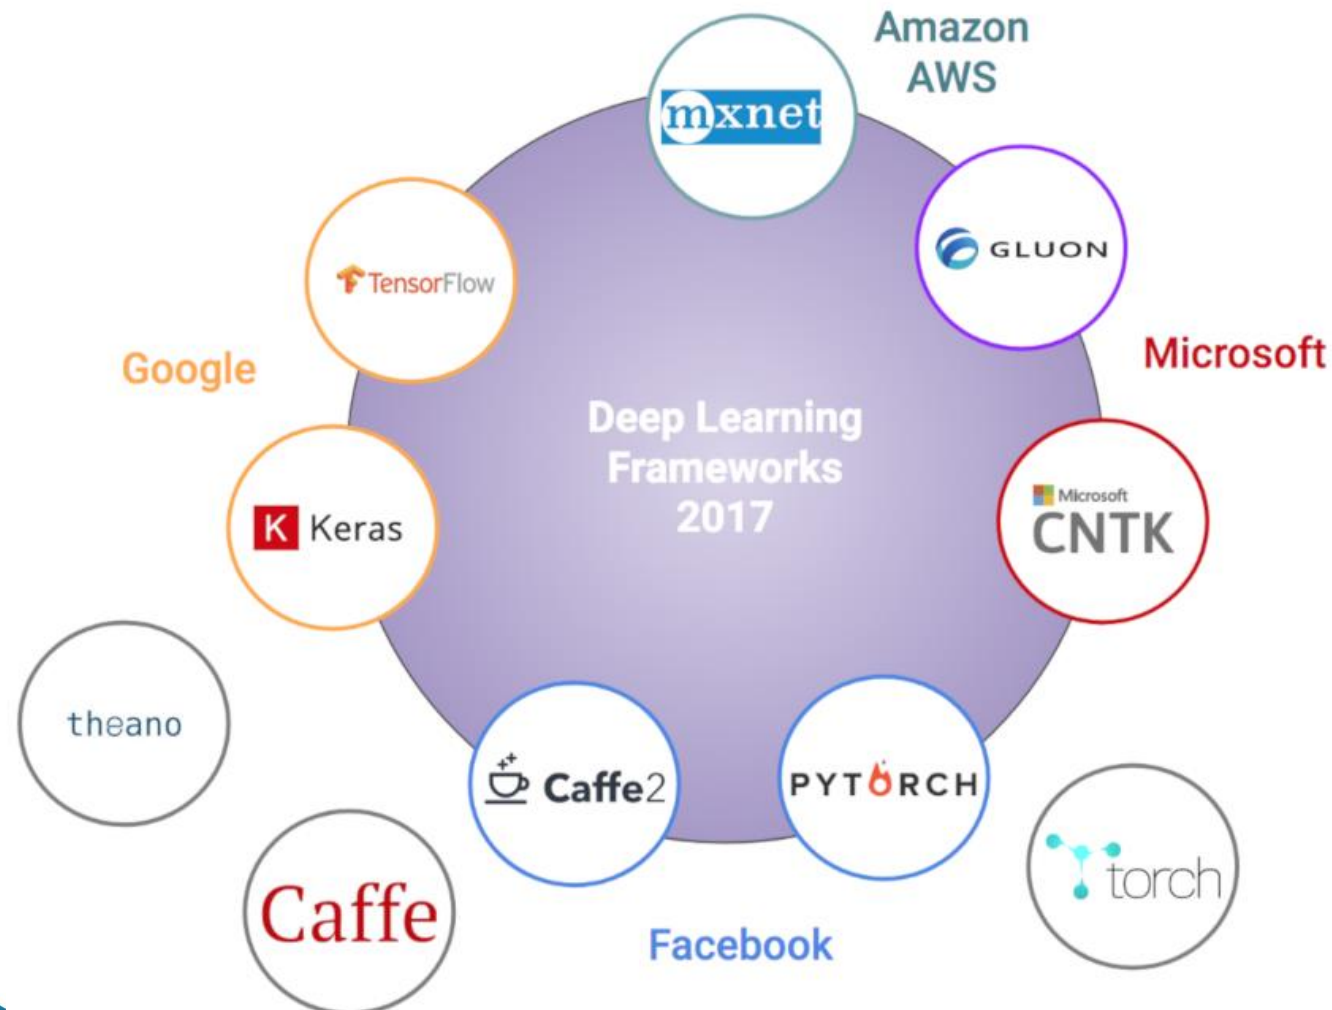 Amazon
AWS
mxnet
GLUON
TensorFlow
Google
Microsoft
Deep Learning
Frameworks
2017
K Keras
Microsoft
CNTK
theano
Caffe2
PYTORCH
torch
Caffe
Facebook